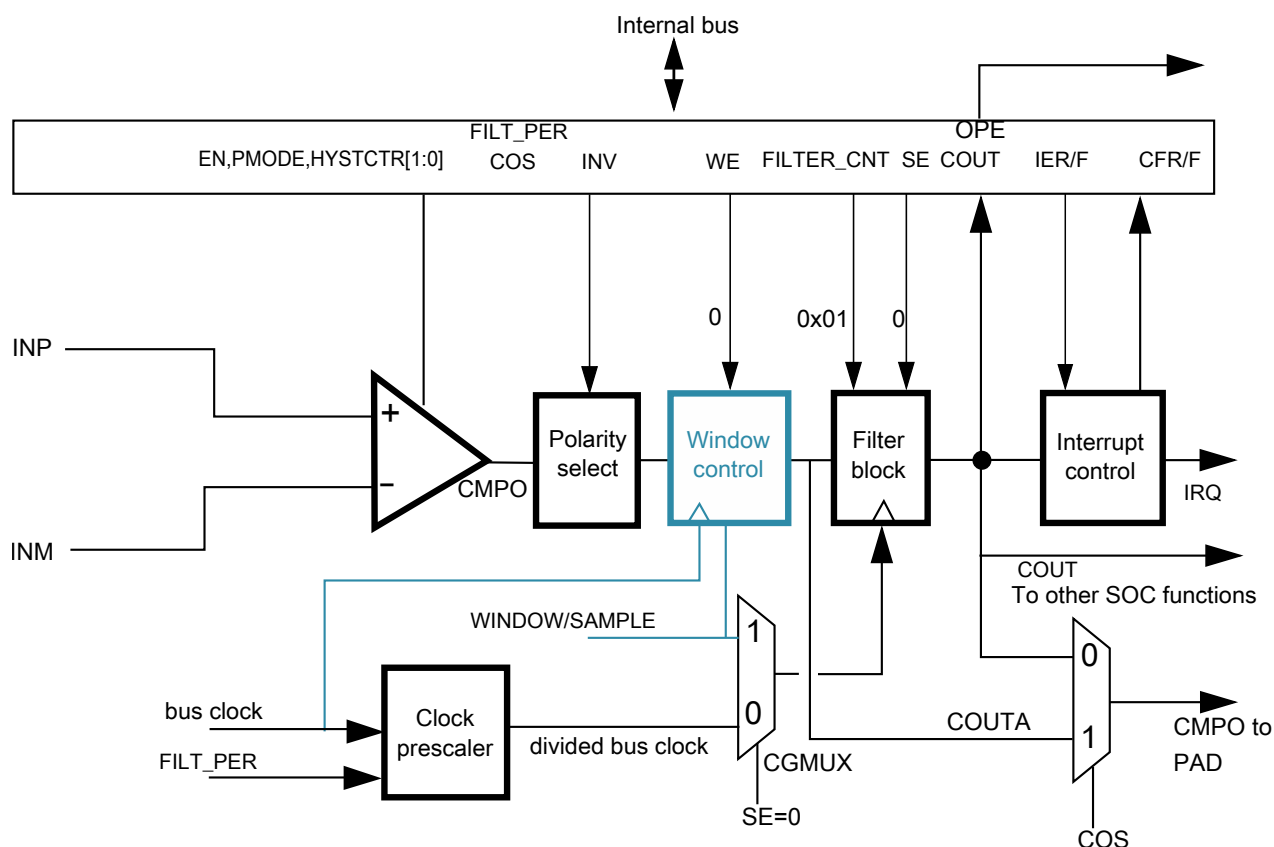 Internal bus
OPE
FILT_PER
EN,PMODE,HYSTCTR[1:0]
COS
INV
WE
FILTER_CNT
SE
COUT
IER/F
CFR/F
0
0x01
0
INP
+
Polarity
select
Window
control
Filter
block
Interrupt
control
−
CMPO
IRQ
INM
COUT
To other SOC functions
WINDOW/SAMPLE
1
0
0
bus clock
Clock
prescaler
divided bus clock
COUTA
1
CMPO to
PAD
FILT_PER
CGMUX
SE=0
COS